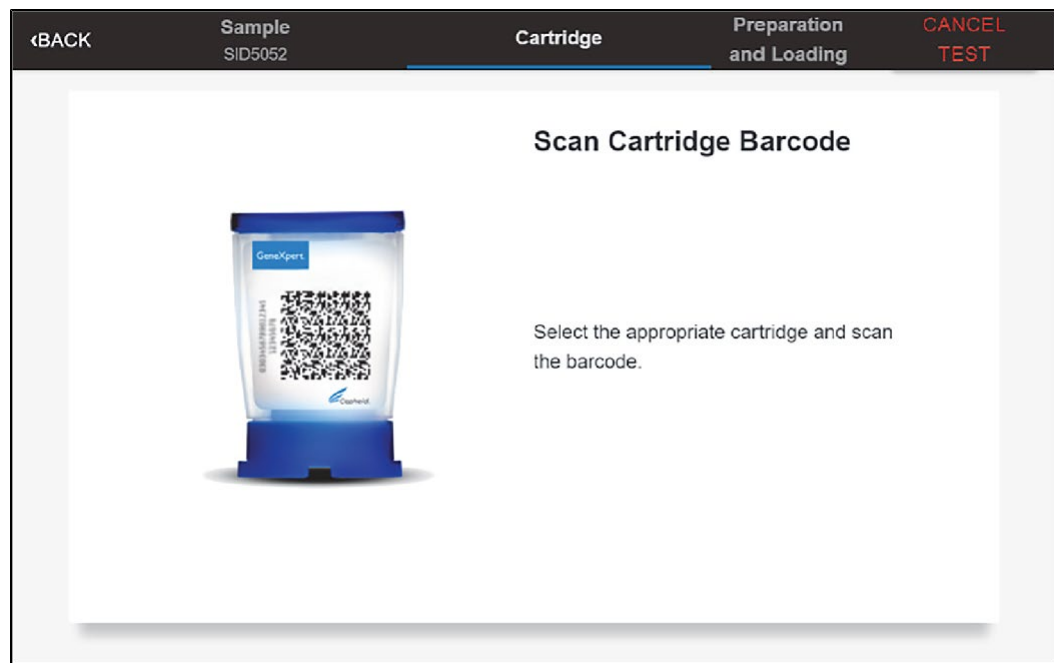 ‹BACK
Sample
SID5052
Cartridge
Preparation
and Loading
CANCEL
TEST
Scan Cartridge Barcode
GeneXpert.
Select the appropriate cartridge and scan
the barcode.
Cepheid.